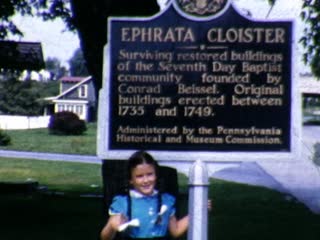 EPHRATA CLOISTER
Surviving restored buildings
of the Seventh Day Baptist
community founded by
Conrad Beissel. Original
buildings erected between
1735 and 1749.
Administered by the Pennsylvania
Historical and Museum Commission.